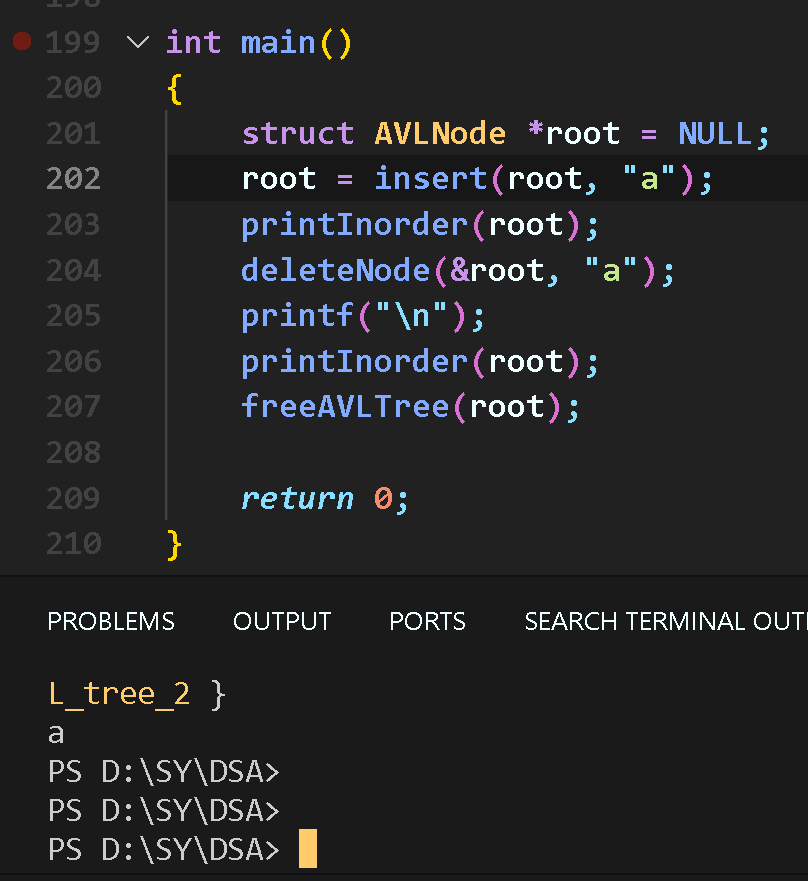 198
199 int main()
200 {
201 struct AVLNode *root = NULL;
202 root = insert(root, "a");
203 printInorder(root);
204 deleteNode(&root, "a");
205 printf("\n");
206 printInorder(root);
207 freeAVLTree(root);
208
209 return 0;
210 }
PROBLEMS OUTPUT PORTS SEARCH TERMINAL OUT
L_tree_2 }
a
PS D:\SY\DSA>
PS D:\SY\DSA>
PS D:\SY\DSA>